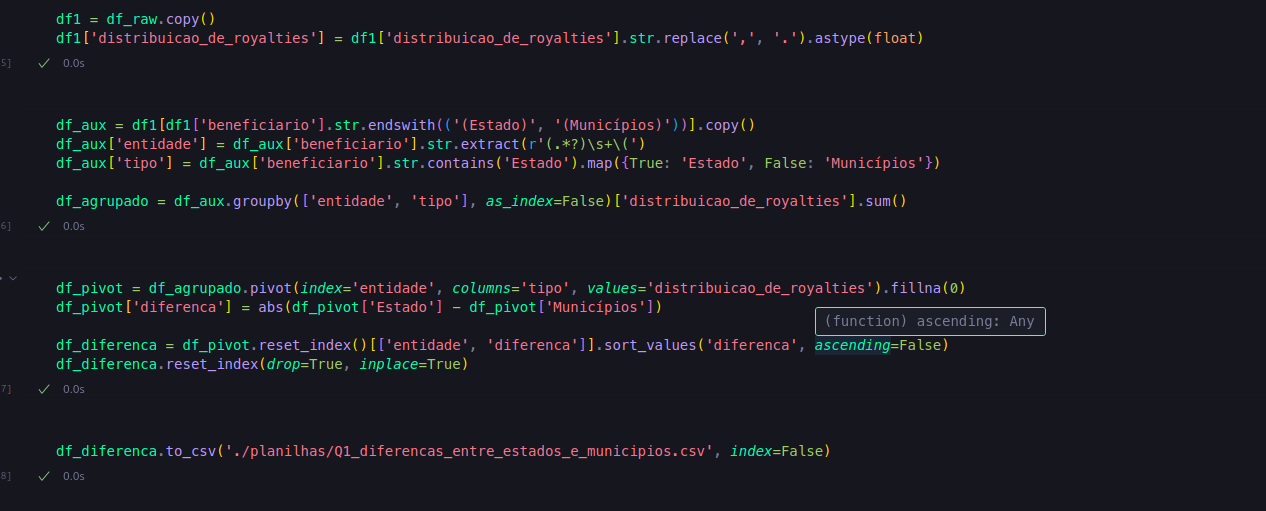 df1 = df_raw.copy()
df1['distribuicao_de_royalties'] = df1['distribuicao_de_royalties'].str.replace(',', '.').astype(float)
5] ✓ 0.0s
df_aux = df1[df1['beneficiario'].str.endswith(('(Estado)', '(Municípios)'))].copy()
df_aux['entidade'] = df_aux['beneficiario'].str.extract(r'(.*?)\s+\(')
df_aux['tipo'] = df_aux['beneficiario'].str.contains('Estado').map({True: 'Estado', False: 'Municípios'})
df_agrupado = df_aux.groupby(['entidade', 'tipo'], as_index=False)['distribuicao_de_royalties'].sum()
6] ✓ 0.0s
df_pivot = df_agrupado.pivot(index='entidade', columns='tipo', values='distribuicao_de_royalties').fillna(0)
df_pivot['diferenca'] = abs(df_pivot['Estado'] - df_pivot['Municípios'])
(function) ascending: Any
df_diferenca = df_pivot.reset_index()[['entidade', 'diferenca']].sort_values('diferenca', ascending=False)
df_diferenca.reset_index(drop=True, inplace=True)
7] ✓ 0.0s
df_diferenca.to_csv('./planilhas/Q1_diferencas_entre_estados_e_municipios.csv', index=False)
8] ✓ 0.0s